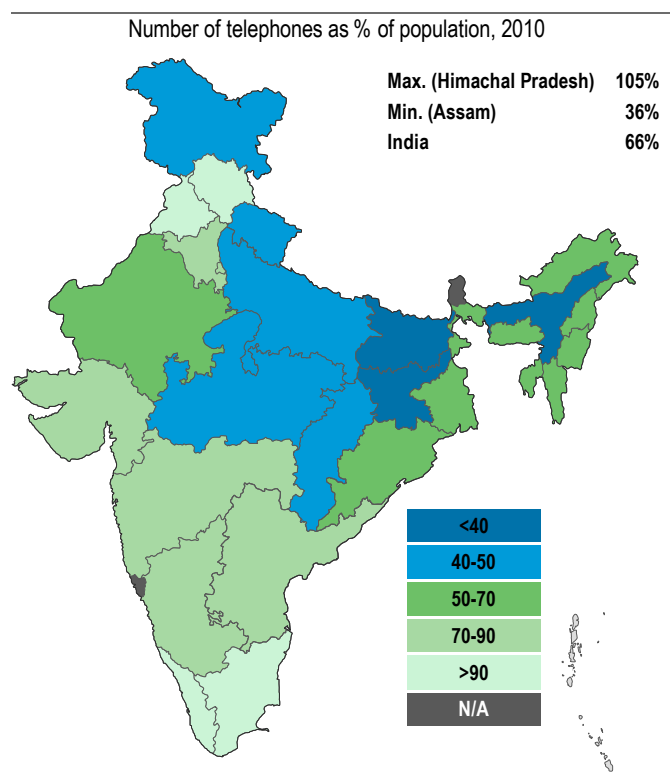 Number of telephones as % of population, 2010
Max. (Himachal Pradesh) 105%
Min. (Assam) 36%
India 66%
<40
40-50
50-70
70-90
>90
N/A